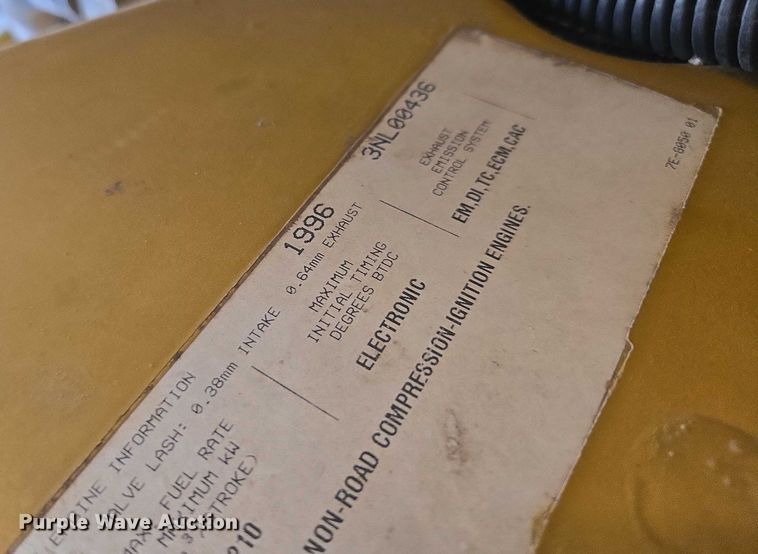 ENGINE INFORMATION 1996 3NL00436
VALVE LASH: 0.38mm INTAKE 0.64mm EXHAUST
FUEL RATE
MAXIMUM KW
STROKE)
210
MAXIMUM
INITIAL TIMING
DEGREES BTDC
ELECTRONIC
EXHAUST
EMISSION
CONTROL SYSTEM
EM,DI,TC,ECM,CAC
NON-ROAD COMPRESSION-IGNITION ENGINES.
7E-6050 01
Purple Wave Auction